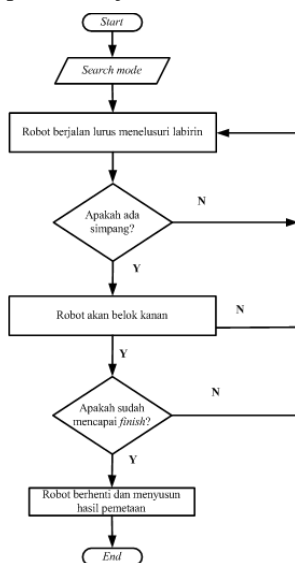 Start
Search mode
Robot berjalan lurus menelusuri labirin
Apakah ada
simpang?
N
Y
Robot akan belok kanan
N
Y
Apakah sudah
mencapai finish?
N
Y
Robot berhenti dan menyusun
hasil pemetaan
End